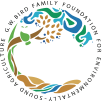 G.W. BIRD FAMILY FOUNDATION FOR ENVIRONMENTALLY-SOUND AGRICULTURE